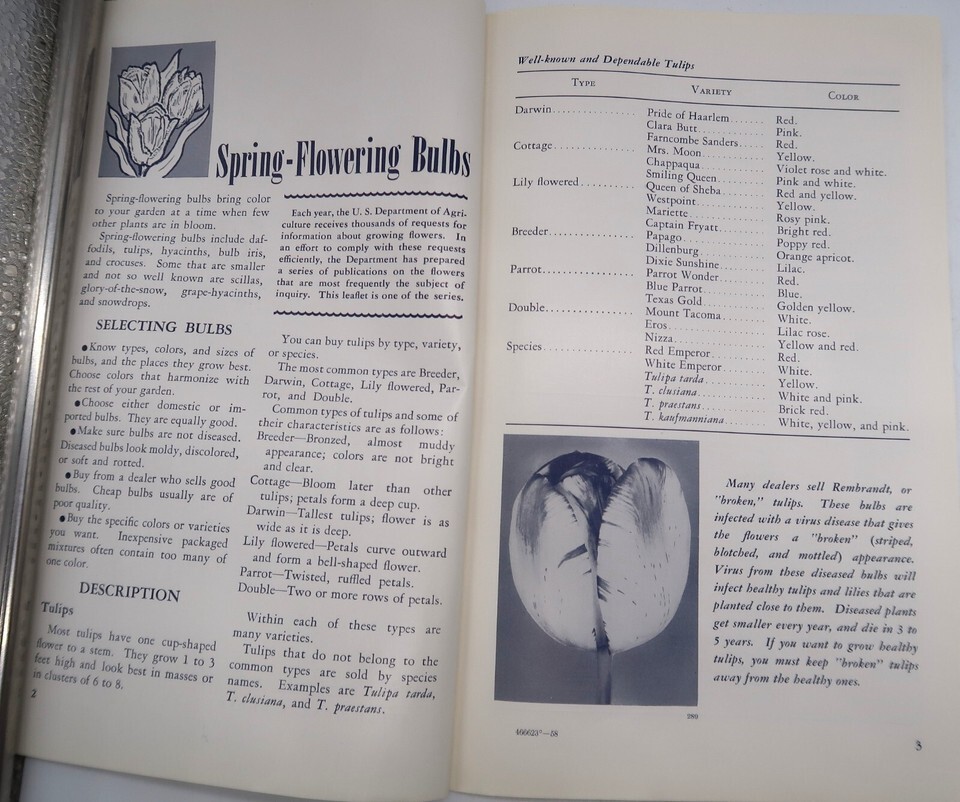 Spring-Flowering Bulbs
Spring-flowering bulbs bring color
to your garden at a time when few
other plants are in bloom.
Spring-flowering bulbs include daf-
fodils, tulips, hyacinths, bulb iris,
and crocuses. Some that are smaller
and not so well known are scillas,
glory-of-the-snow, grape-hyacinths,
and snowdrops.
Each year, the U. S. Department of Agri-
culture receives thousands of requests for
information about growing flowers. In
an effort to comply with these requests
efficiently, the Department has prepared
a series of publications on the flowers
that are most frequently the subject of
inquiry. This leaflet is one of the series.
SELECTING BULBS
●Know types, colors, and sizes of
bulbs, and the places they grow best.
Choose colors that harmonize with
the rest of your garden.
●Choose either domestic or im-
ported bulbs. They are equally good.
●Make sure bulbs are not diseased.
Diseased bulbs look moldy, discolored,
or soft and rotted.
●Buy from a dealer who sells good
bulbs. Cheap bulbs usually are of
poor quality.
●Buy the specific colors or varieties
you want. Inexpensive packaged
mixtures often contain too many of
one color.
DESCRIPTION
Tulips
Most tulips have one cup-shaped
flower to a stem. They grow 1 to 3
feet high and look best in masses or
in clusters of 6 to 8.
2
You can buy tulips by type, variety,
or species.
The most common types are Breeder,
Darwin, Cottage, Lily flowered, Par-
rot, and Double.
Common types of tulips and some of
their characteristics are as follows:
Breeder—Bronzed, almost muddy
appearance; colors are not bright
and clear.
Cottage—Bloom later than other
tulips; petals form a deep cup.
Darwin—Tallest tulips; flower is as
wide as it is deep.
Lily flowered—Petals curve outward
and form a bell-shaped flower.
Parrot—Twisted, ruffled petals.
Double—Two or more rows of petals.
Within each of these types are
many varieties.
Tulips that do not belong to the
common types are sold by species
names. Examples are Tulipa tarda,
T. clusiana, and T. praestans.
Well-known and Dependable Tulips
TYPE VARIETY COLOR
Darwin................ Pride of Haarlem....... Red.
Clara Butt............. Pink.
Farncombe Sanders.... Red.
Cottage................ Mrs. Moon............. Yellow.
Chappaqua............. Violet rose and white.
Smiling Queen......... Pink and white.
Lily flowered.......... Queen of Sheba........ Red and yellow.
Westpoint............. Yellow.
Mariette............... Rosy pink.
Breeder............... Captain Fryatt......... Bright red.
Papago................ Poppy red.
Dillenburg............. Orange apricot.
Dixie Sunshine........ Lilac.
Parrot................. Parrot Wonder......... Red.
Blue Parrot............ Blue.
Texas Gold............ Golden yellow.
Double................ Mount Tacoma......... White.
Eros................... Lilac rose.
Nizza.................. Yellow and red.
Species................ Red Emperor.......... Red.
White Emperor........ White.
Tulipa tarda........... Yellow.
T. clusiana............. White and pink.
T. praestans............ Brick red.
T. kaufmanniana........ White, yellow, and pink.
Many dealers sell Rembrandt, or
"broken," tulips. These bulbs are
infected with a virus disease that gives
the flowers a "broken" (striped,
blotched, and mottled) appearance.
Virus from these diseased bulbs will
infect healthy tulips and lilies that are
planted close to them. Diseased plants
get smaller every year, and die in 3 to
5 years. If you want to grow healthy
tulips, you must keep "broken" tulips
away from the healthy ones.
280
466623°—58
3